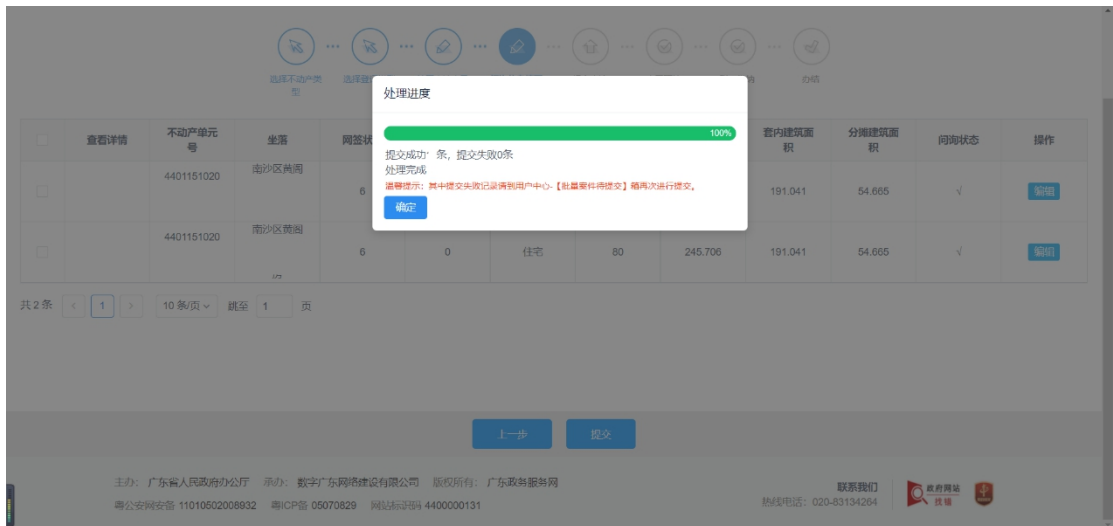 选择不动产类
型
办结
处理进度
100%
提交成功 条，提交失败0条
处理完成
温馨提示：其中提交失败记录请到用户中心-【批量案件待提交】箱再次进行提交。
确定
查看详情
不动产单元
号
坐落
网签状
套内建筑面
积
分摊建筑面
积
问询状态
操作
4401151020
南沙区黄阁
6
191.041
54.665
√
编辑
4401151020
南沙区黄阁
6
0
住宅
80
245.706
191.041
54.665
√
编辑
共 2 条
<
1
>
10 条/页
跳至 1 页
上一步
提交
主办：广东省人民政府办公厅 承办：数字广东网络建设有限公司 版权所有：广东政务服务网
粤公安网安备 11010502008932 粤ICP备 05070829 网站标识码 4400000131
联系我们
热线电话：020-83134264
政府网站
找错